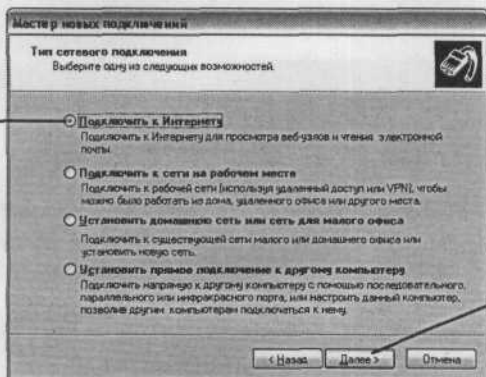 Мастер новых подключений
Тип сетевого подключения
Выберите одну из следующих возможностей.
Подключить к Интернету
Подключить к Интернету для просмотра веб-узлов и чтения электронной
почты.
Подключить к сети на рабочем месте
Подключить к рабочей сети (используя удаленный доступ или VPN), чтобы
можно было работать из дома, удаленного офиса или другого места.
Установить домашнюю сеть или сеть для малого офиса
Подключить к существующей сети малого или домашнего офиса или
установить новую сеть.
Установить прямое подключение к другому компьютеру
Подключить напрямую к другому компьютеру с помощью последовательного,
параллельного или инфракрасного порта, или настроить данный компьютер,
позволив другим компьютерам подключаться к нему.
< Назад Далее > Отмена